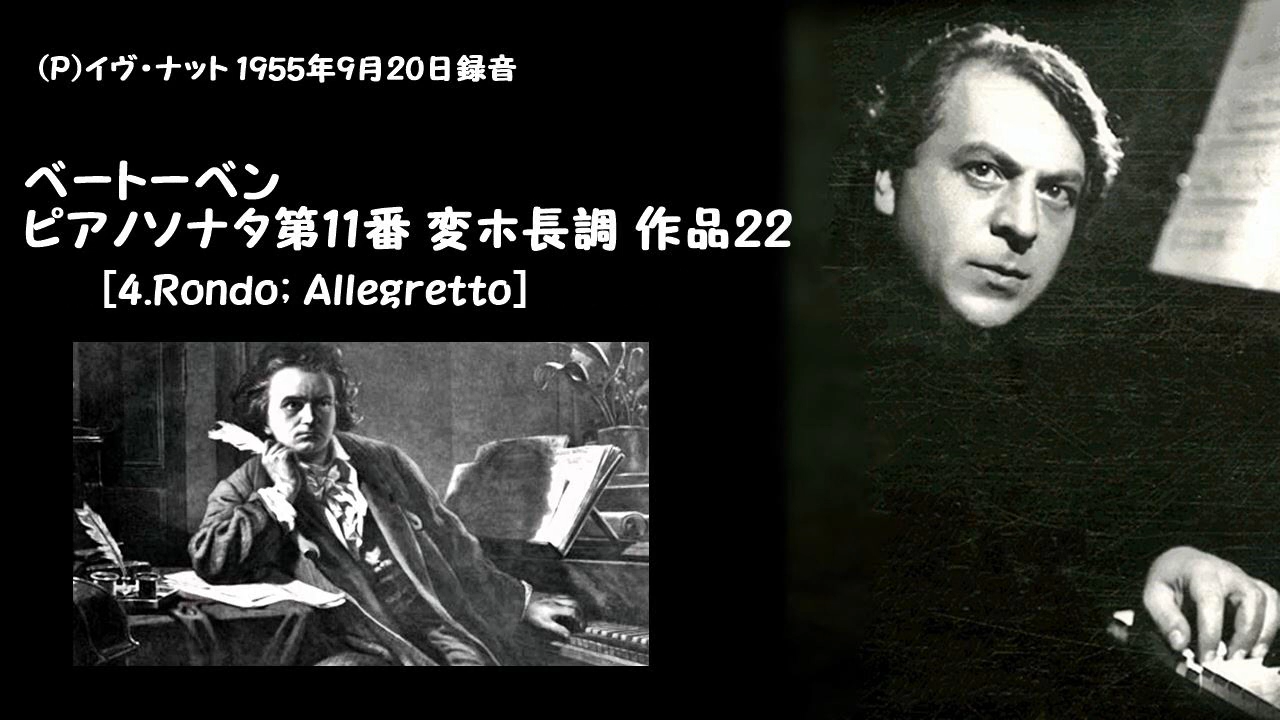 (P)イヴ・ナット 1955年9月20日録音
ベートーベン
ピアノソナタ第11番 変ホ長調 作品22
[4.Rondo; Allegretto]